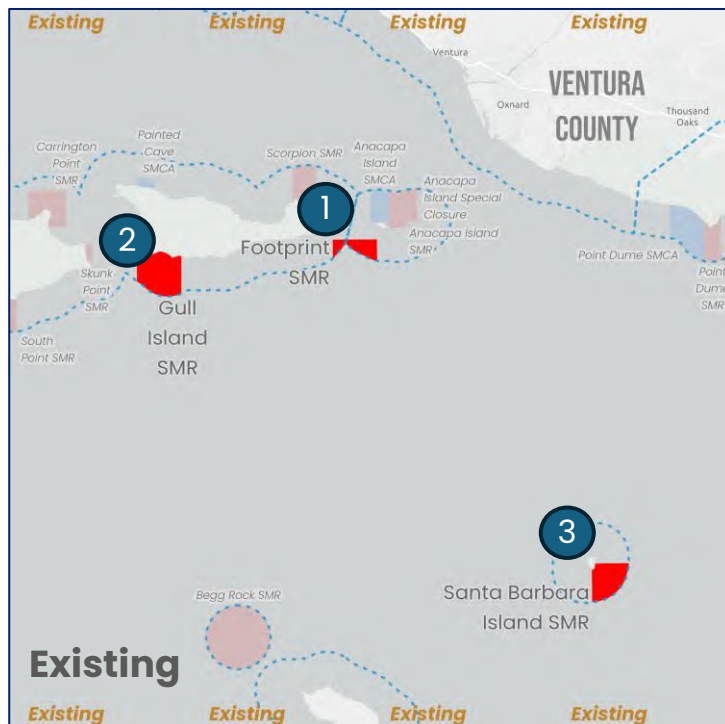 Existing Existing Existing Existing
Ventura
VENTURA
COUNTY
Oxnard
Thousand
Oaks
Carrington
Point
SMR
Painted
Cave
SMCA
Scorpion SMR
Anacapa
Island
SMCA
Anacapa
Island Special
Closure
Anacapa Island SMR
1
Footprint
SMR
2
Skunk
Point
SMR
Gull
Island
SMR
South
Point SMR
Point Dume SMCA
Point
Dume
SMR
3
Santa Barbara
Island SMR
Begg Rock SMR
Existing
Existing Existing Existing Existing